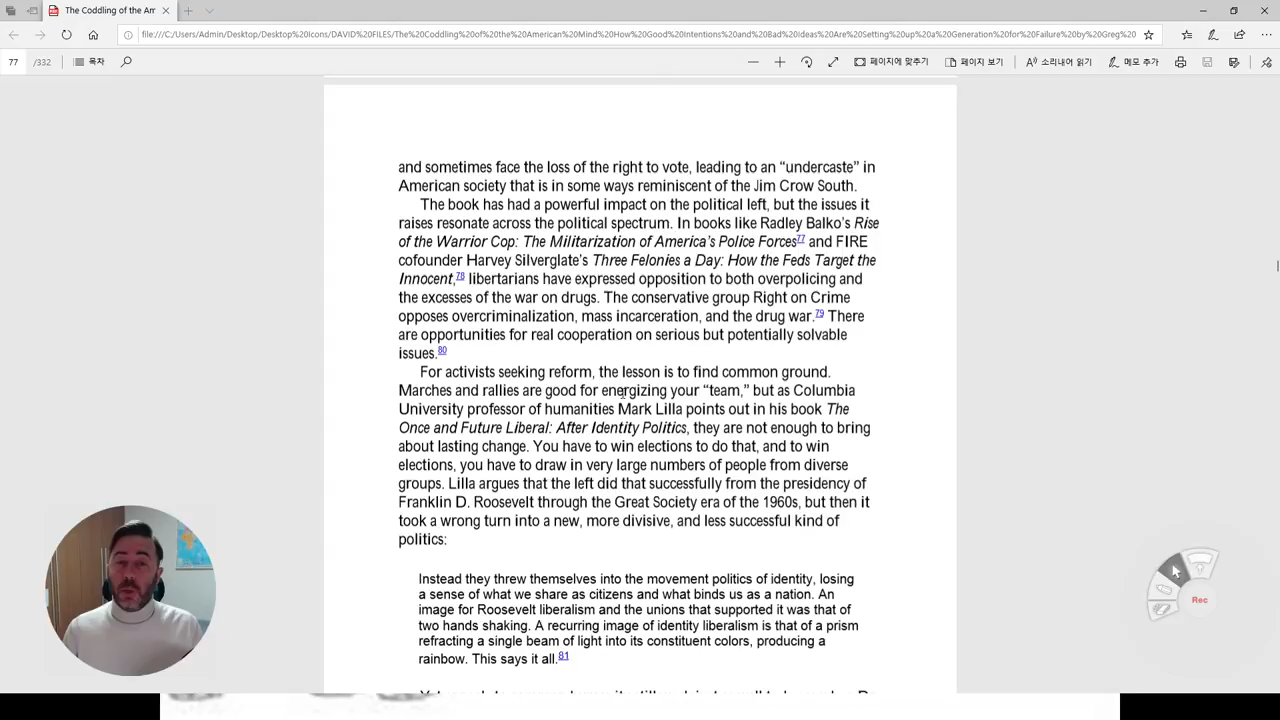 The Coddling of the Am
file:///C:/Users/Admin/Desktop/Desktop%20Icons/DAVID%20FILES/The%20Coddling%20of%20the%20American%20Mind%20How%20Good%20Intentions%20and%20Bad%20Ideas%20Are%20Setting%20up%20a%20Generation%20for%20Failure%20by%20Greg%20
77 /332 목차 페이지에 맞추기 페이지 보기 소리내어 읽기 메모 추가
and sometimes face the loss of the right to vote, leading to an “undercaste” in
American society that is in some ways reminiscent of the Jim Crow South.
The book has had a powerful impact on the political left, but the issues it
raises resonate across the political spectrum. In books like Radley Balko’s Rise
of the Warrior Cop: The Militarization of America’s Police Forces77 and FIRE
cofounder Harvey Silverglate’s Three Felonies a Day: How the Feds Target the
Innocent,78 libertarians have expressed opposition to both overpolicing and
the excesses of the war on drugs. The conservative group Right on Crime
opposes overcriminalization, mass incarceration, and the drug war.79 There
are opportunities for real cooperation on serious but potentially solvable
issues.80
For activists seeking reform, the lesson is to find common ground.
Marches and rallies are good for energizing your “team,” but as Columbia
University professor of humanities Mark Lilla points out in his book The
Once and Future Liberal: After Identity Politics, they are not enough to bring
about lasting change. You have to win elections to do that, and to win
elections, you have to draw in very large numbers of people from diverse
groups. Lilla argues that the left did that successfully from the presidency of
Franklin D. Roosevelt through the Great Society era of the 1960s, but then it
took a wrong turn into a new, more divisive, and less successful kind of
politics:
Instead they threw themselves into the movement politics of identity, losing
a sense of what we share as citizens and what binds us as a nation. An
image for Roosevelt liberalism and the unions that supported it was that of
two hands shaking. A recurring image of identity liberalism is that of a prism
refracting a single beam of light into its constituent colors, producing a
rainbow. This says it all.81
Rec